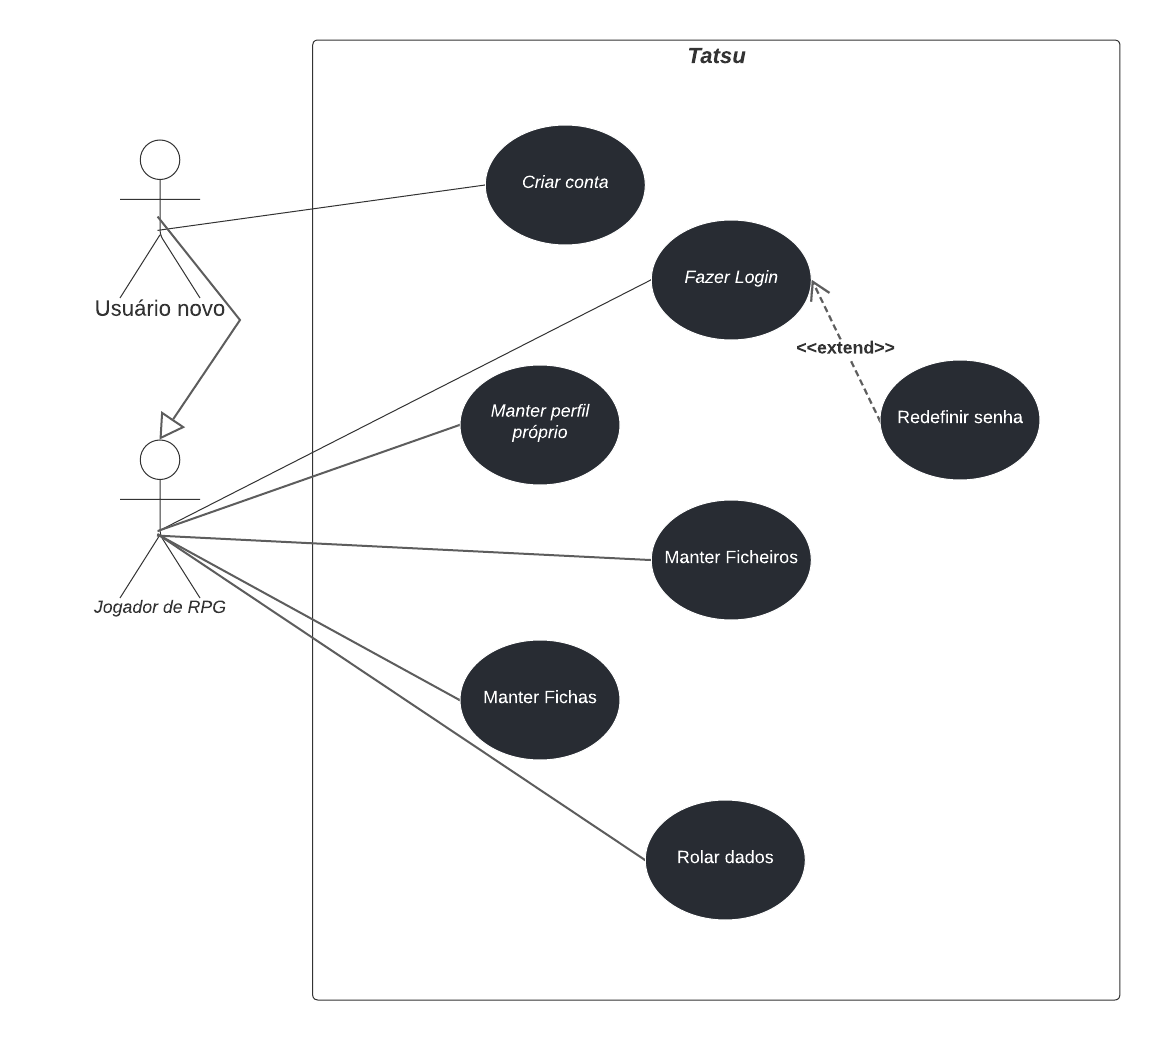 Tatsu
Criar conta
Fazer Login
Usuário novo
<<extend>>
Manter perfil
próprio
Redefinir senha
Manter Ficheiros
Jogador de RPG
Manter Fichas
Rolar dados